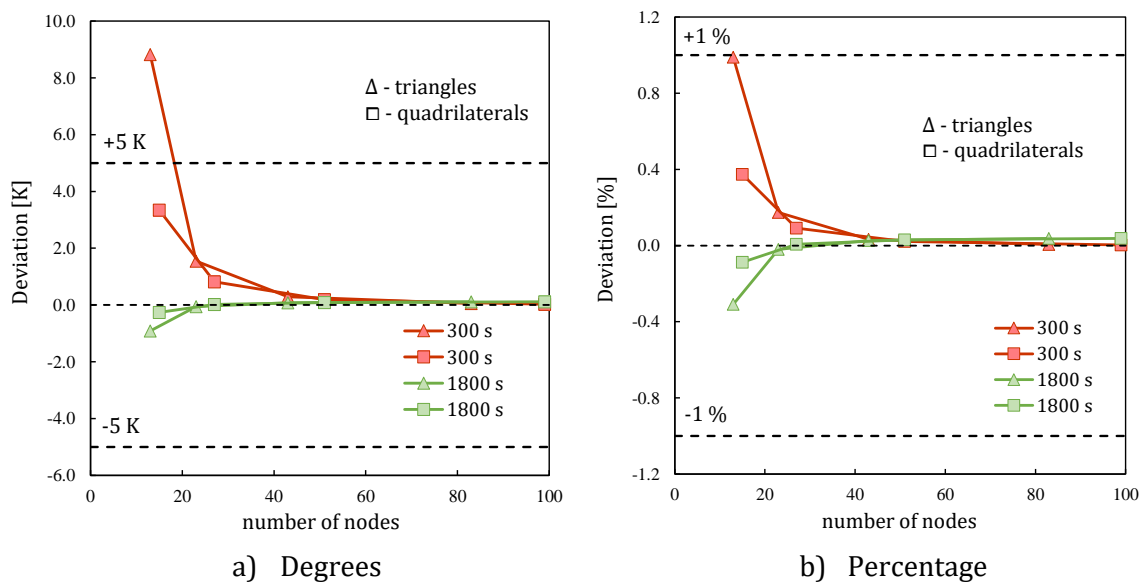 10.0
8.0
6.0
4.0
2.0
0.0
-2.0
-4.0
-6.0
Deviation [K]
+5 K
-5 K
Δ - triangles
□ - quadrilaterals
300 s
300 s
1800 s
1800 s
0 20 40 60 80 100
number of nodes
a) Degrees
1.2
0.8
0.4
0.0
-0.4
-0.8
-1.2
Deviation [%]
+1 %
-1 %
Δ - triangles
□ - quadrilaterals
300 s
300 s
1800 s
1800 s
0 20 40 60 80 100
number of nodes
b) Percentage